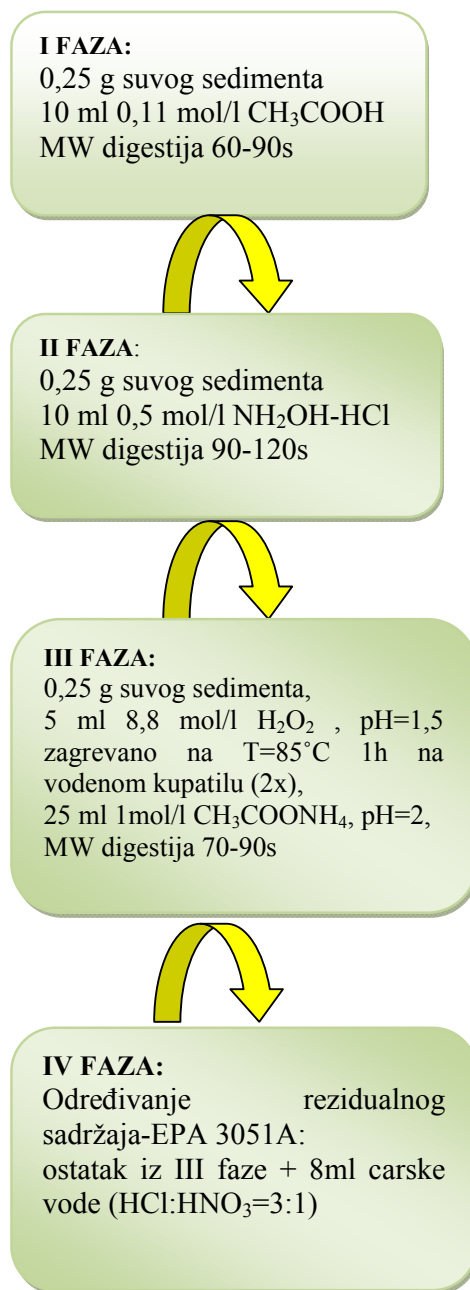 I FAZA:
0,25 g suvog sedimenta
10 ml 0,11 mol/l CH₃COOH
MW digestija 60-90s
II FAZA:
0,25 g suvog sedimenta
10 ml 0,5 mol/l NH₂OH-HCl
MW digestija 90-120s
III FAZA:
0,25 g suvog sedimenta,
5 ml 8,8 mol/l H₂O₂ , pH=1,5
zagrevano na T=85˚C 1h na
vodenom kupatilu (2x),
25 ml 1mol/l CH₃COONH₄, pH=2,
MW digestija 70-90s
IV FAZA:
Određivanje rezidualnog
sadržaja-EPA 3051A:
ostatak iz III faze + 8ml carske
vode (HCl:HNO₃=3:1)